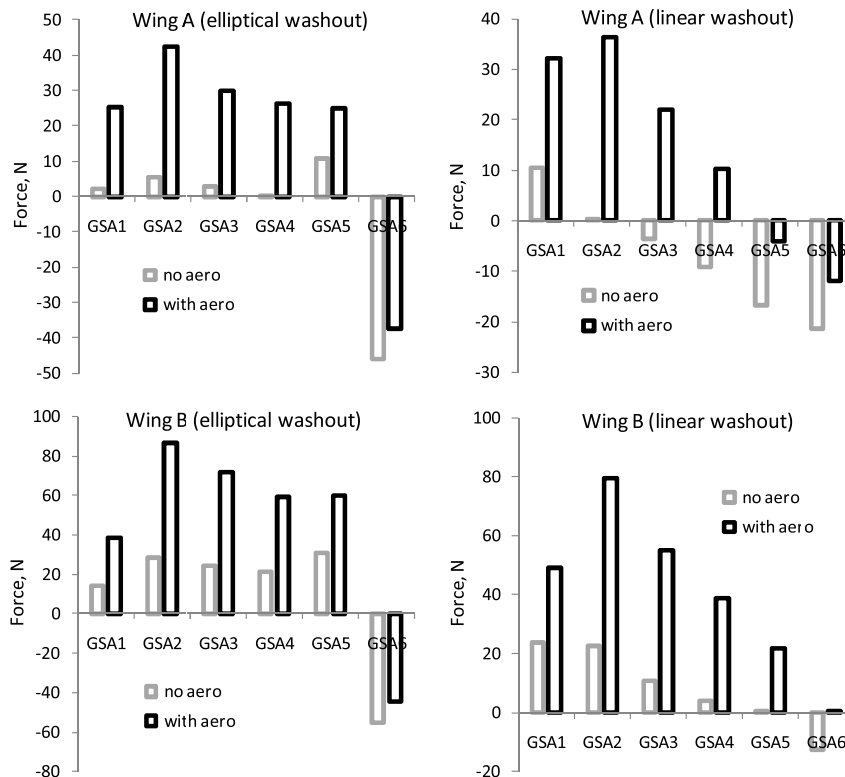 Wing A (elliptical washout)
50
40
30
20
10
0
-10
-20
-30
-40
-50
Force, N
GSA1 GSA2 GSA3 GSA4 GSA5 GSA6
no aero
with aero
Wing A (linear washout)
40
30
20
10
0
-10
-20
-30
Force, N
GSA1 GSA2 GSA3 GSA4 GSA5 GSA6
no aero
with aero
Wing B (elliptical washout)
100
80
60
40
20
0
-20
-40
-60
-80
Force, N
GSA1 GSA2 GSA3 GSA4 GSA5 GSA6
no aero
with aero
Wing B (linear washout)
100
80
60
40
20
0
-20
Force, N
no aero
with aero
GSA1 GSA2 GSA3 GSA4 GSA5 GSA6